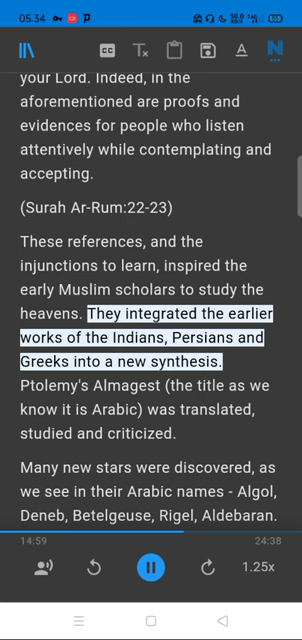 05.34
your Lord. Indeed, in the
aforementioned are proofs and
evidences for people who listen
attentively while contemplating and
accepting.
(Surah Ar-Rum:22-23)
These references, and the
injunctions to learn, inspired the
early Muslim scholars to study the
heavens. They integrated the earlier
works of the Indians, Persians and
Greeks into a new synthesis.
Ptolemy's Almagest (the title as we
know it is Arabic) was translated,
studied and criticized.
Many new stars were discovered, as
we see in their Arabic names - Algol,
Deneb, Betelgeuse, Rigel, Aldebaran.
14:59 24:38
1.25x